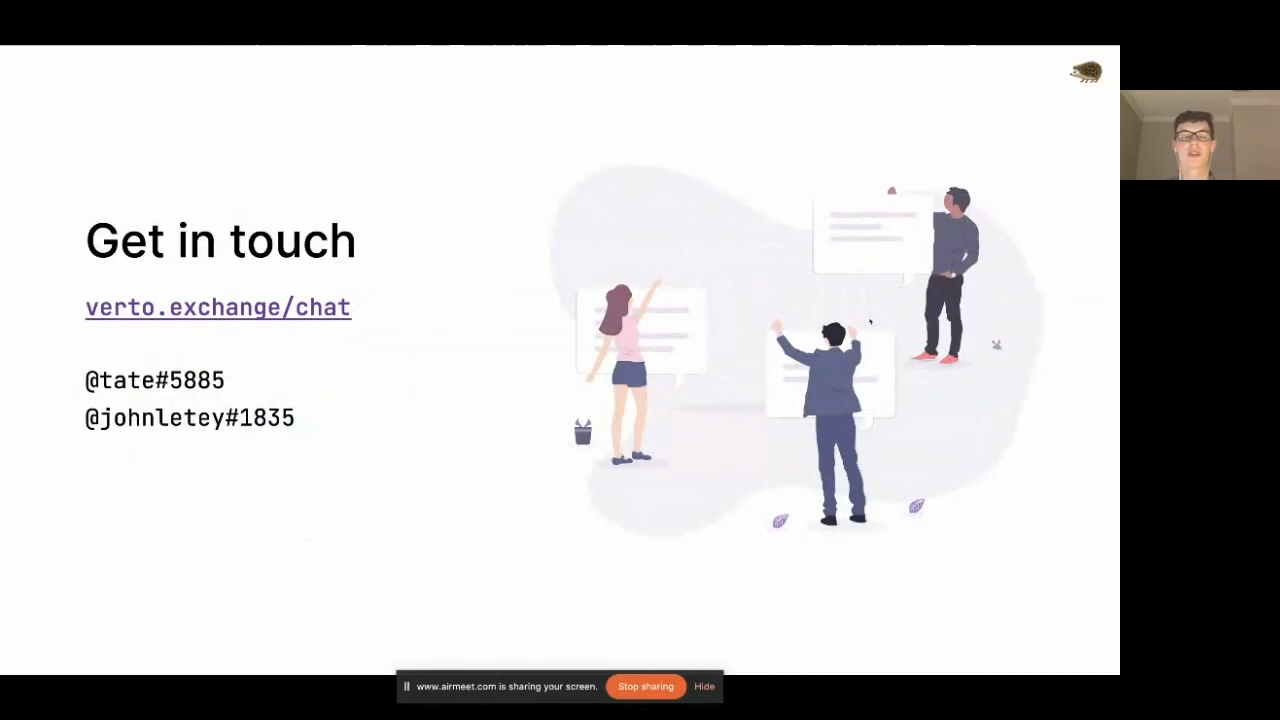 Get in touch
verto.exchange/chat
@tate#5885
@johnletey#1835
www.airmeet.com is sharing your screen. Stop sharing Hide